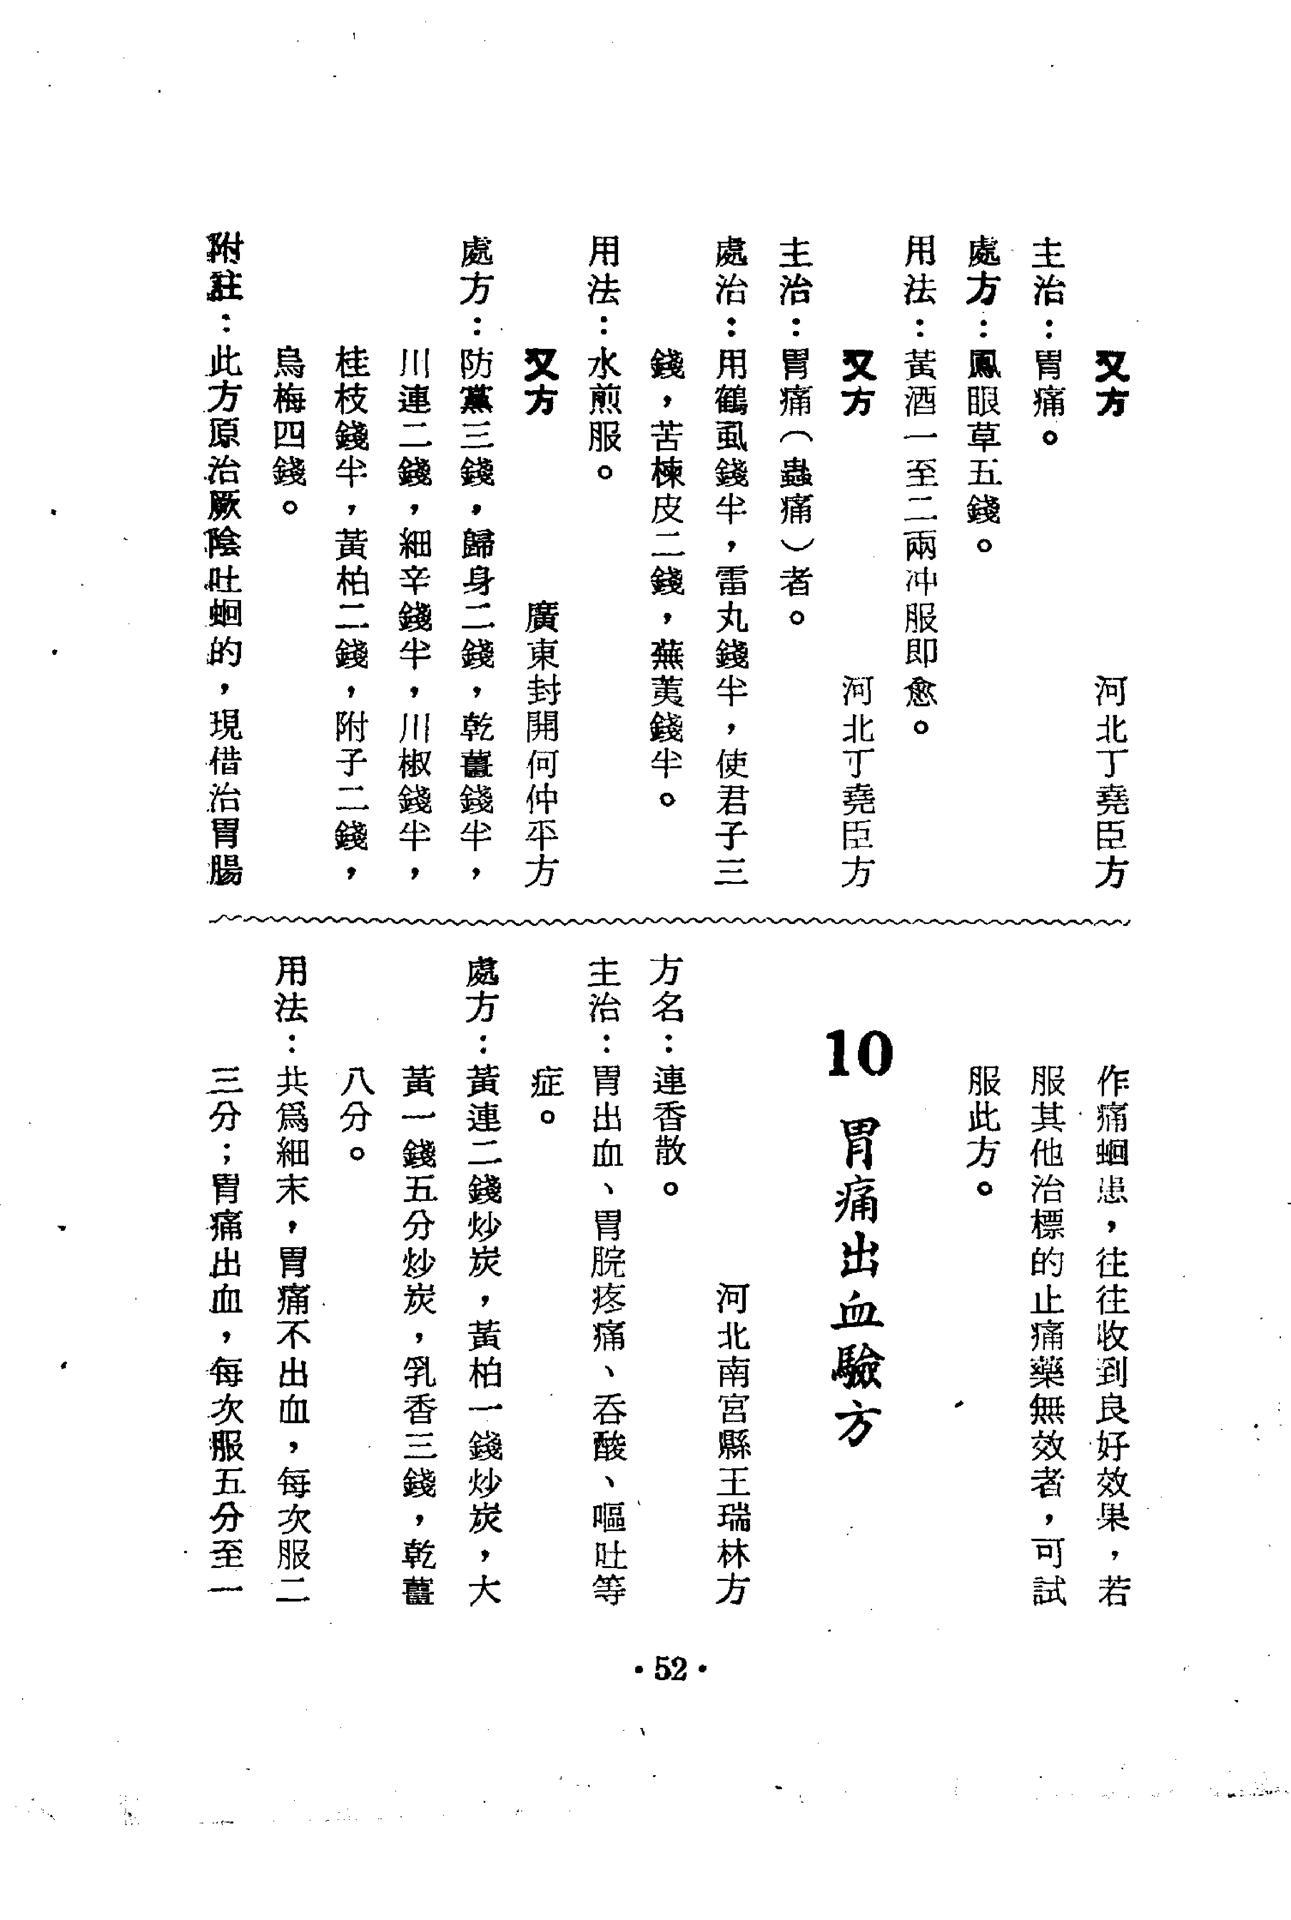 又方　河北丁堯臣方
主治：胃痛。
處方：鳳眼草五錢。
用法：黃酒一至二兩冲服即愈。
又方　河北丁堯臣方
主治：胃痛（蟲痛）者。
處治：用鶴虱錢半，雷丸錢半，使君子三
錢，苦楝皮二錢，蕪荑錢半。
用法：水煎服。
又方　廣東封開何仲平方
處方：防黨三錢，歸身二錢，乾薑錢半，
川連二錢，細辛錢半，川椒錢半，
桂枝錢半，黃柏二錢，附子二錢，
烏梅四錢。
附註：此方原治厥陰吐蛔的，現借治胃腸
作痛蛔患，往往收到良好效果，若
服其他治標的止痛藥無效者，可試
服此方。
10 胃痛出血驗方
河北南宮縣王瑞林方
方名：連香散。
主治：胃出血、胃脘疼痛、吞酸、嘔吐等
症。
處方：黃連二錢炒炭，黃柏一錢炒炭，大
黃一錢五分炒炭，乳香三錢，乾薑
八分。
用法：共爲細末，胃痛不出血，每次服二
三分；胃痛出血，每次服五分至一
·52·